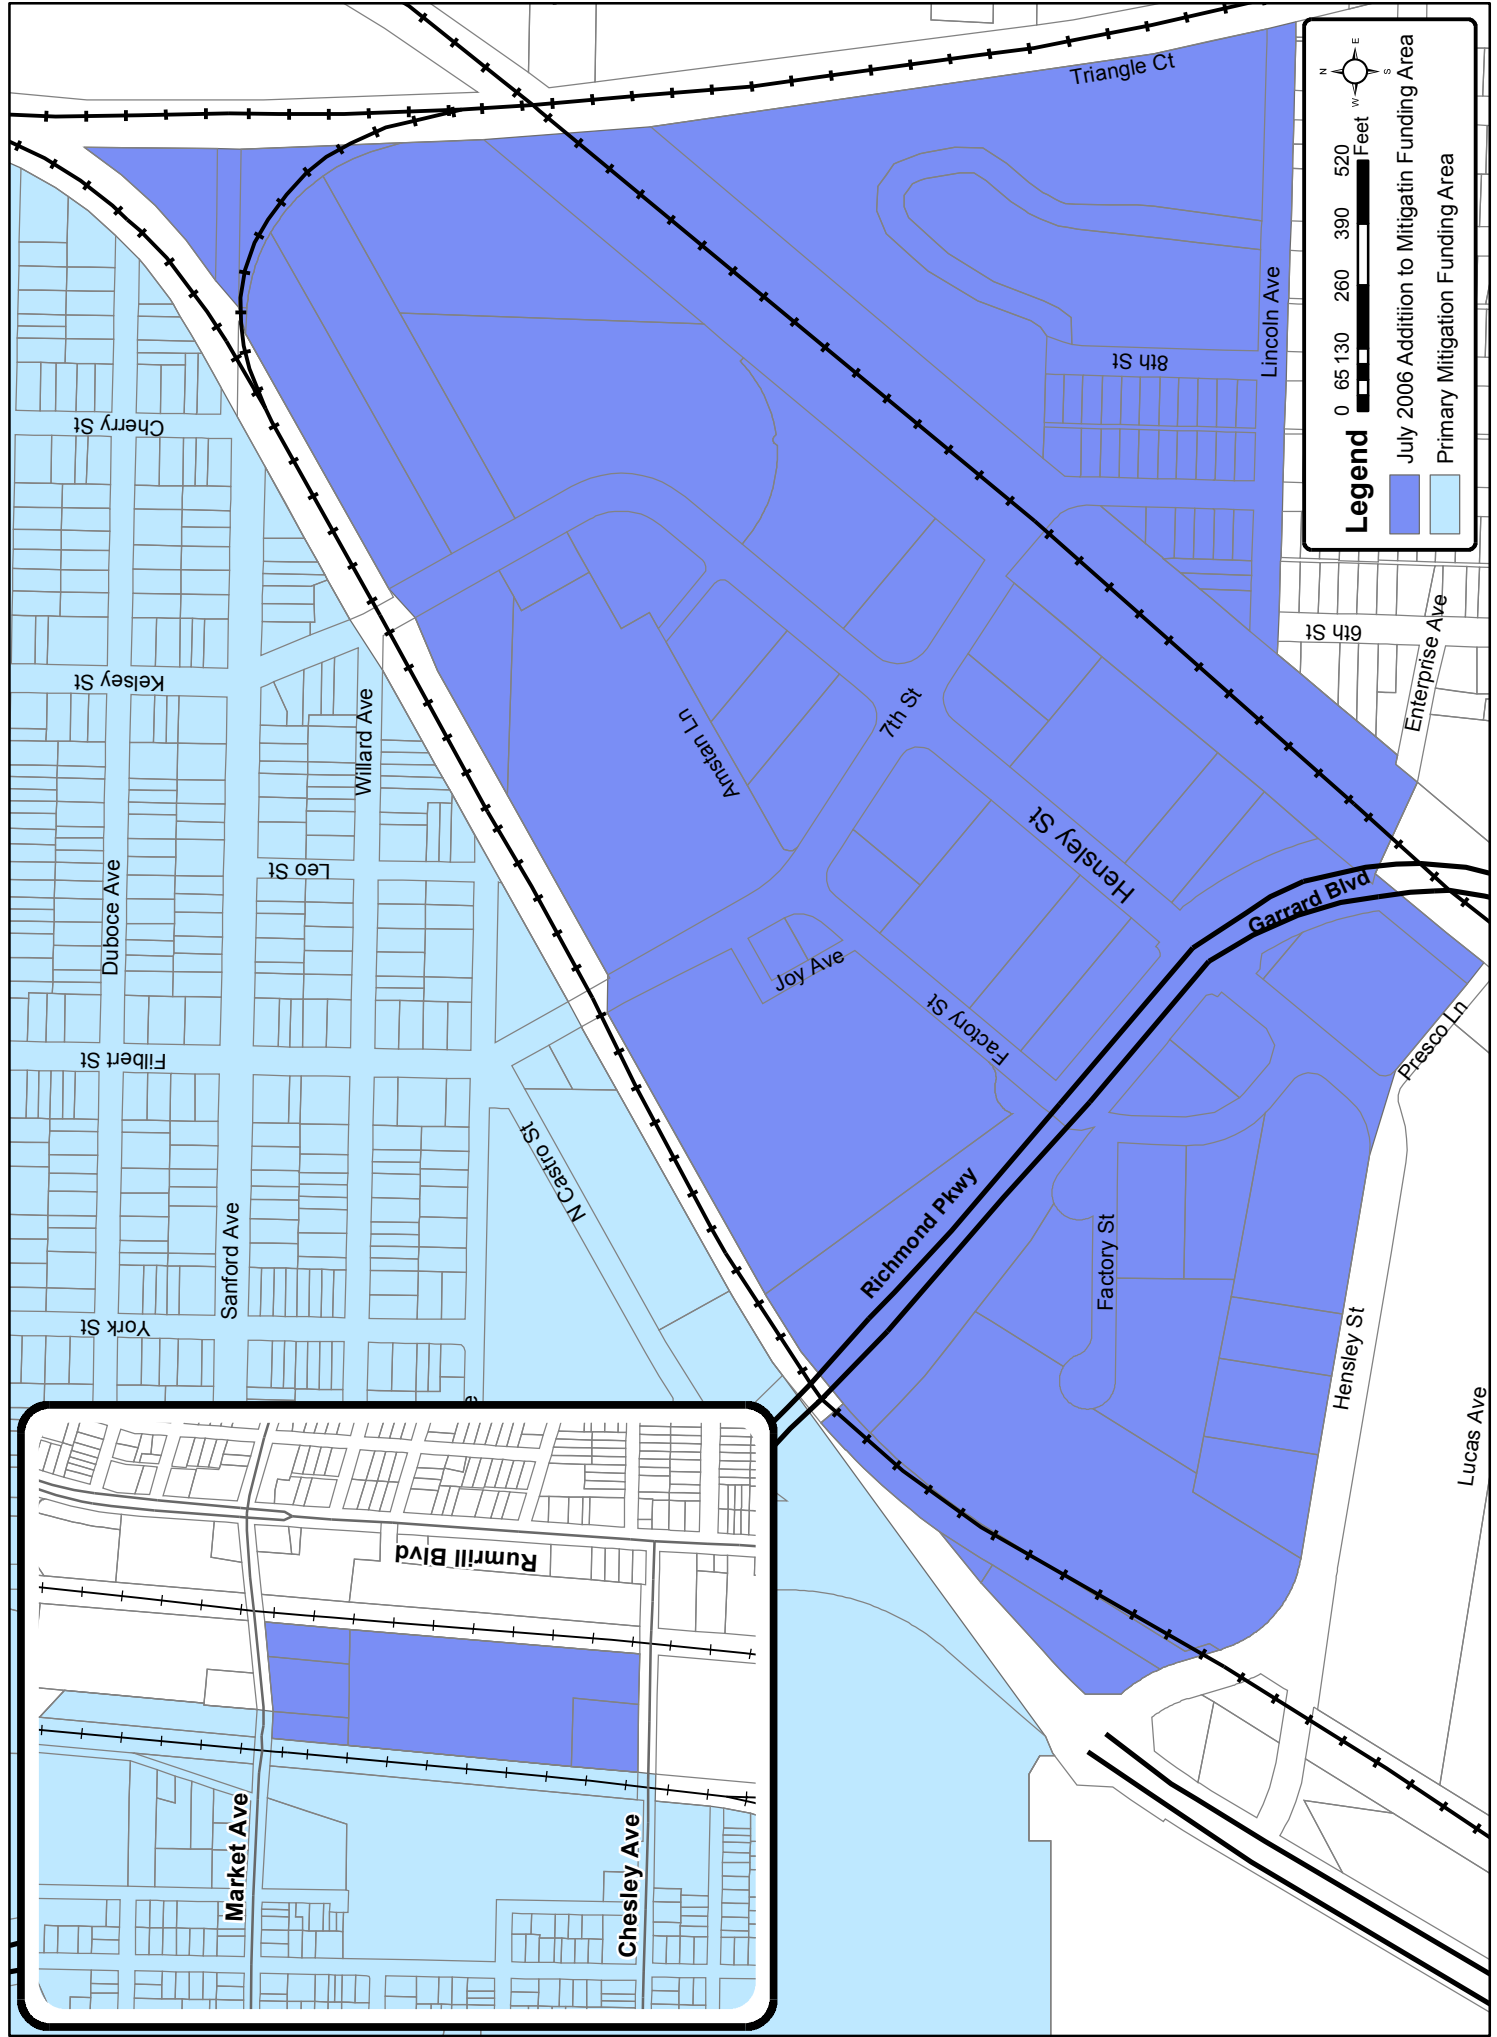 Market Ave
Chesley Ave
Rumrill Blvd
York St
Filbert St
Kelsey St
Cherry St
Duboce Ave
Sanford Ave
Leo St
Willard Ave
N Castro St
Richmond Pkwy
Factory St
Joy Ave
Factory St
Amstan Ln
7th St
Hensley St
Garrard Blvd
Presco Ln
Hensley St
Lucas Ave
8th St
Lincoln Ave
Triangle Ct
6th St
Enterprise Ave
Legend
0 65 130 260 390 520
Feet
N
W E
S
July 2006 Addition to Mitigatin Funding Area
Primary Mitigation Funding Area